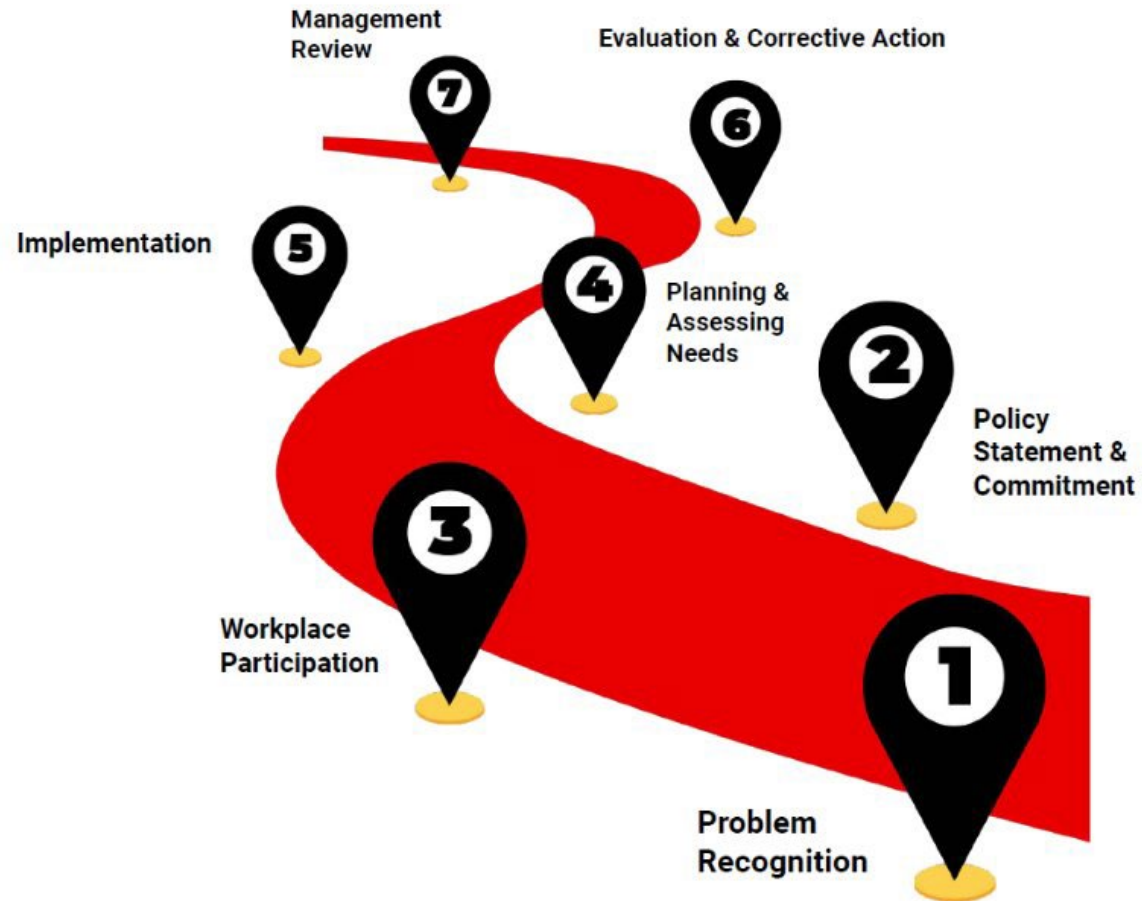 Management
Review
Evaluation & Corrective Action
7
6
Implementation
5
4
Planning &
Assessing
Needs
2
Policy
Statement &
Commitment
3
Workplace
Participation
1
Problem
Recognition